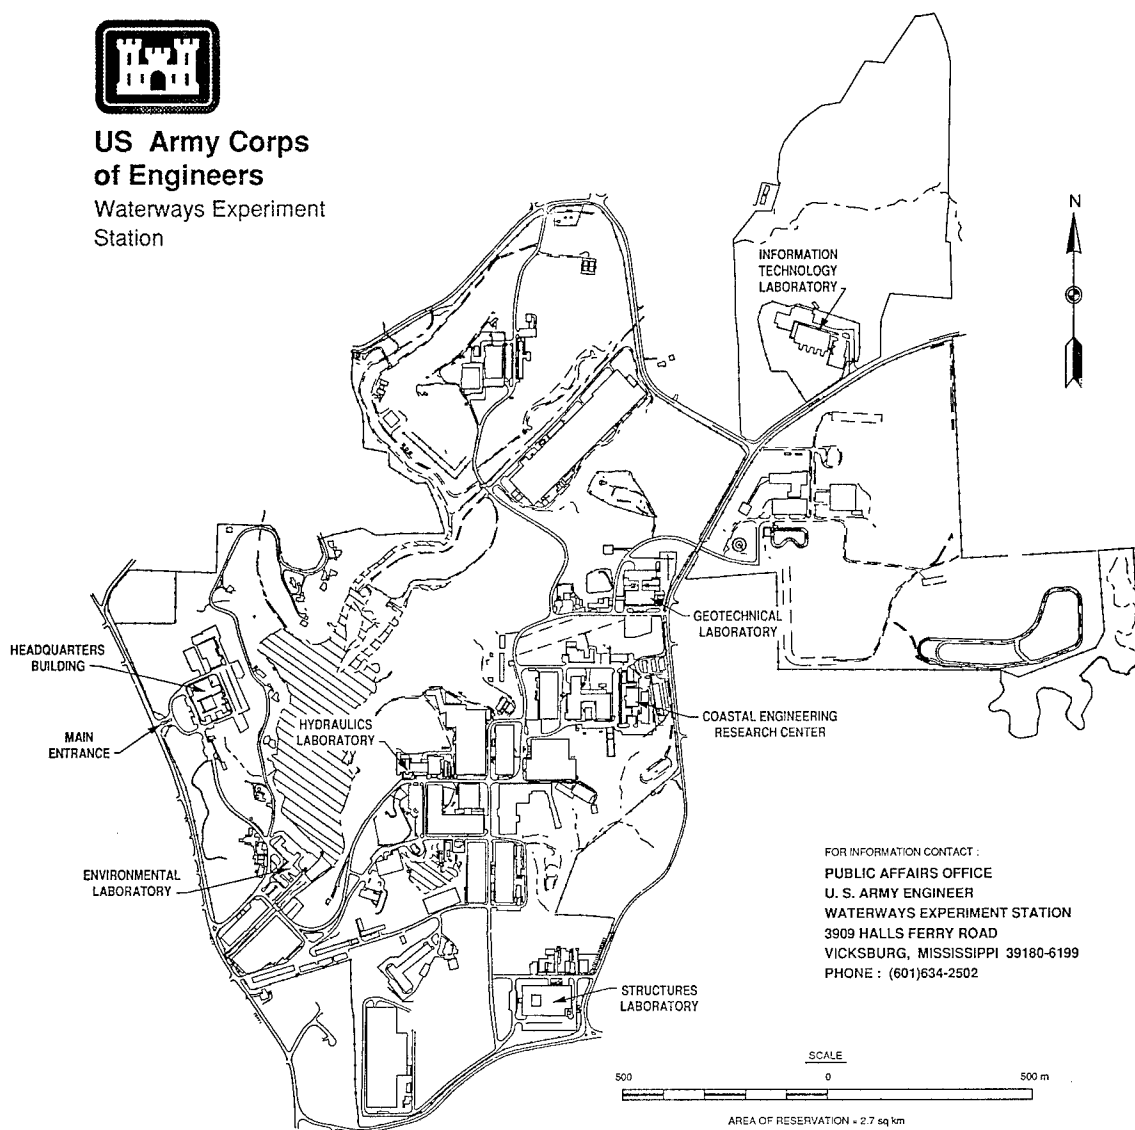 US Army Corps
of Engineers
Waterways Experiment
Station
N
INFORMATION
TECHNOLOGY
LABORATORY
GEOTECHNICAL
LABORATORY
HEADQUARTERS
BUILDING
MAIN
ENTRANCE
HYDRAULICS
LABORATORY
COASTAL ENGINEERING
RESEARCH CENTER
ENVIRONMENTAL
LABORATORY
STRUCTURES
LABORATORY
FOR INFORMATION CONTACT :
PUBLIC AFFAIRS OFFICE
U. S. ARMY ENGINEER
WATERWAYS EXPERIMENT STATION
3909 HALLS FERRY ROAD
VICKSBURG, MISSISSIPPI 39180-6199
PHONE : (601)634-2502
SCALE
500 0 500 m
AREA OF RESERVATION = 2.7 sq km